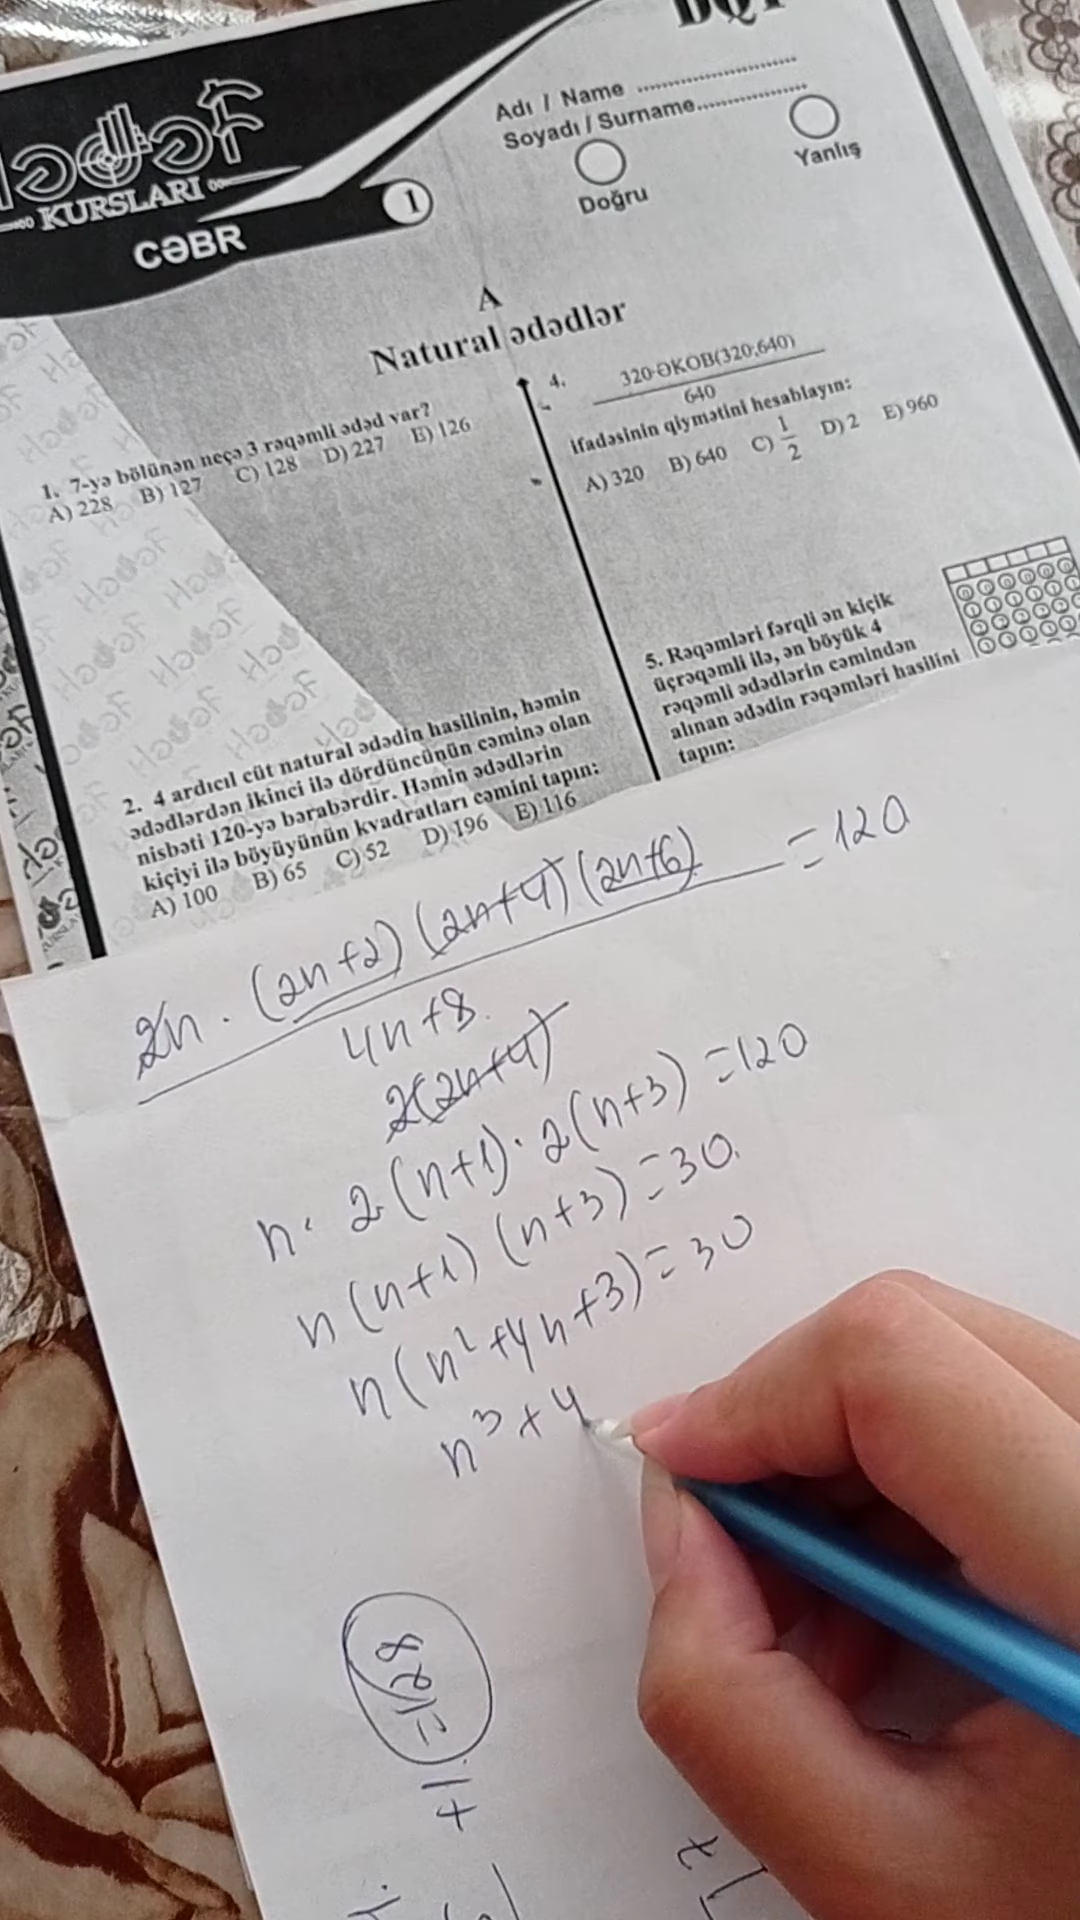 DQT
Hədəf
KURSLARI
CƏBR
1
Adı / Name
Soyadı / Surname
Doğru
Yanlış
A
Natural ədədlər
1. 7-yə bölünən neçə 3 rəqəmli ədəd var?
A) 228 B) 127 C) 128 D) 227 E) 126
2. 4 ardıcıl cüt natural ədədin hasilinin, həmin
ədədlərdən ikinci ilə dördüncünün cəminə olan
nisbəti 120-yə bərabərdir. Həmin ədədlərin
kiçiyi ilə böyüyünün kvadratları cəmini tapın:
A) 100 B) 65 C) 52 D) 196 E) 116
4. 320·ƏKOB(320;640)
640
ifadəsinin qiymətini hesablayın:
A) 320 B) 640 C) 1/2 D) 2 E) 960
5. Rəqəmləri fərqli ən kiçik
üçrəqəmli ilə, ən böyük 4
rəqəmli ədədlərin cəmindən
alınan ədədin rəqəmləri hasilini
tapın:
2n · (2n+2) (2n+4) (2n+6) = 120
4n+8
2(2n+4)
n · 2(n+1) · 2(n+3) = 120
n(n+1) (n+3) = 30
n(n²+4n+3) = 30
n³+4
=128